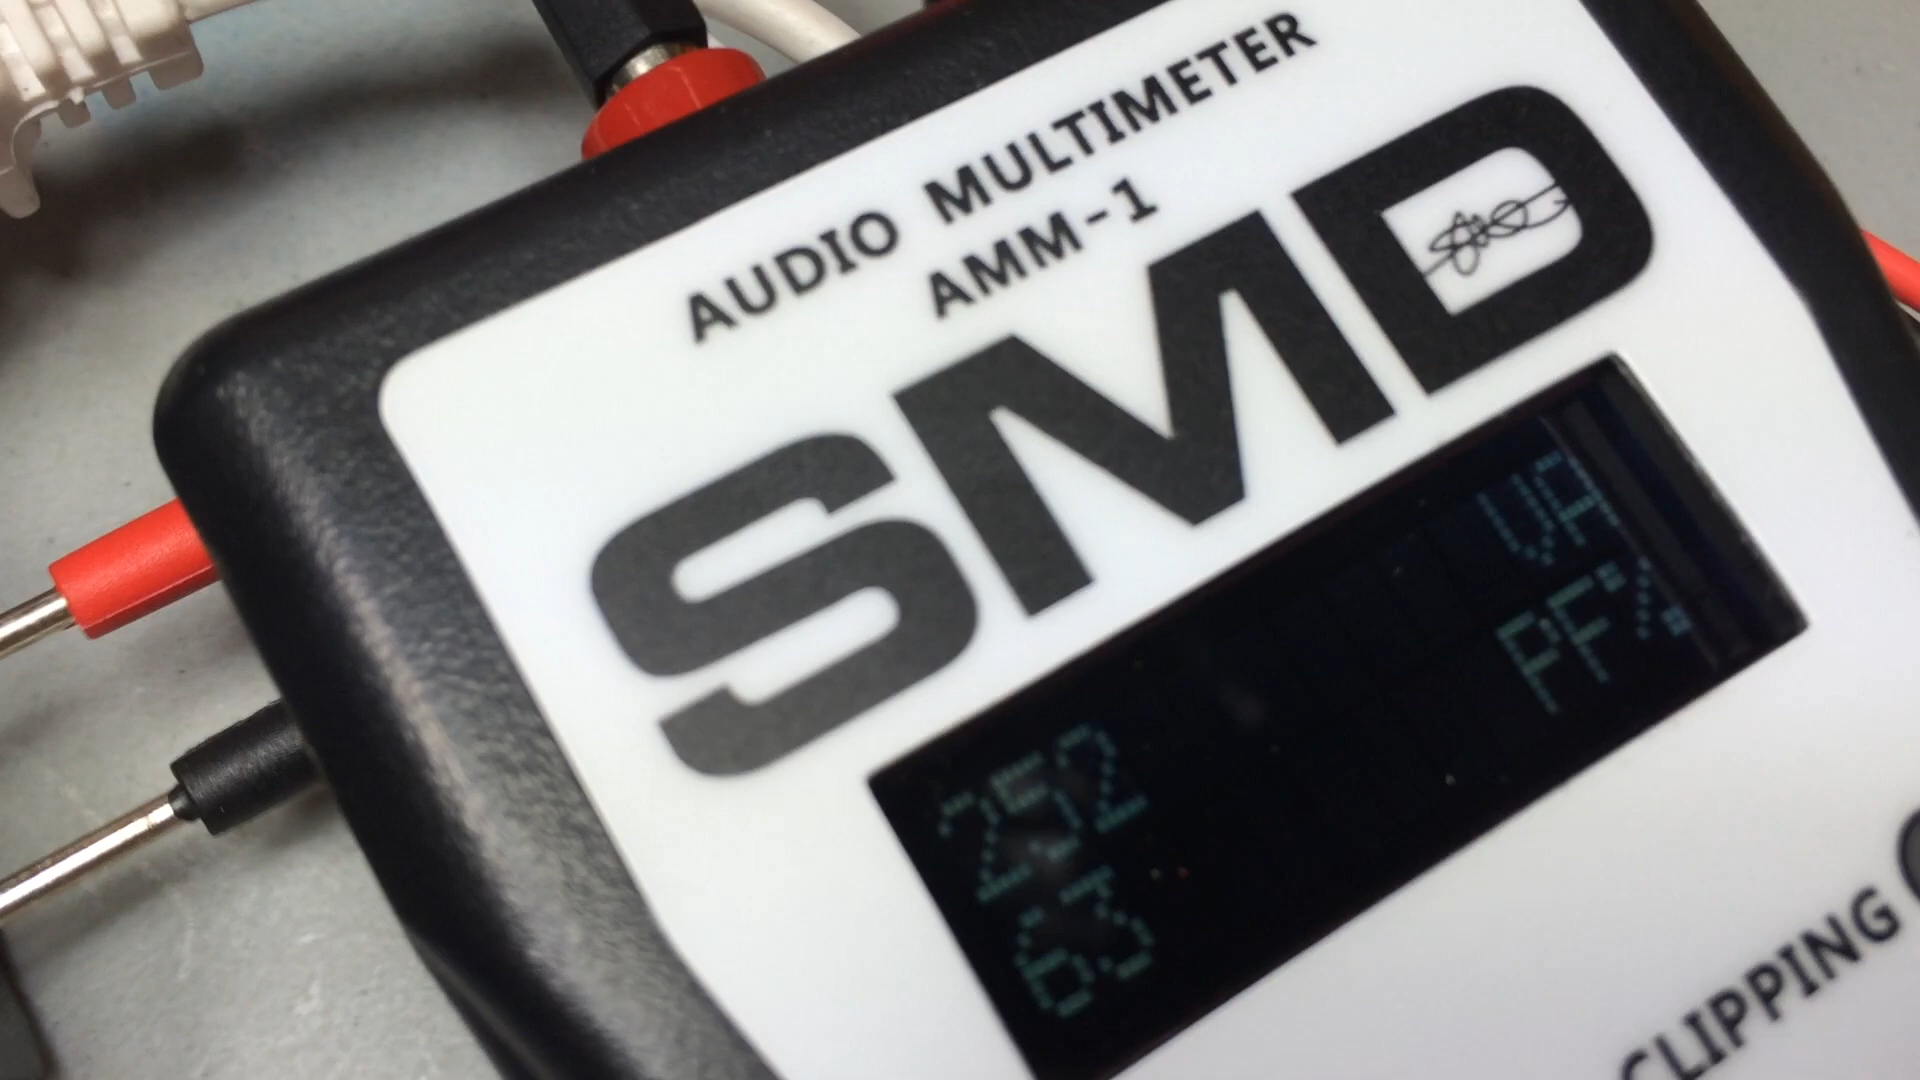 AUDIO MULTIMETER
AMM-1
SMD
252 VA
63 PF%
CLIPPING